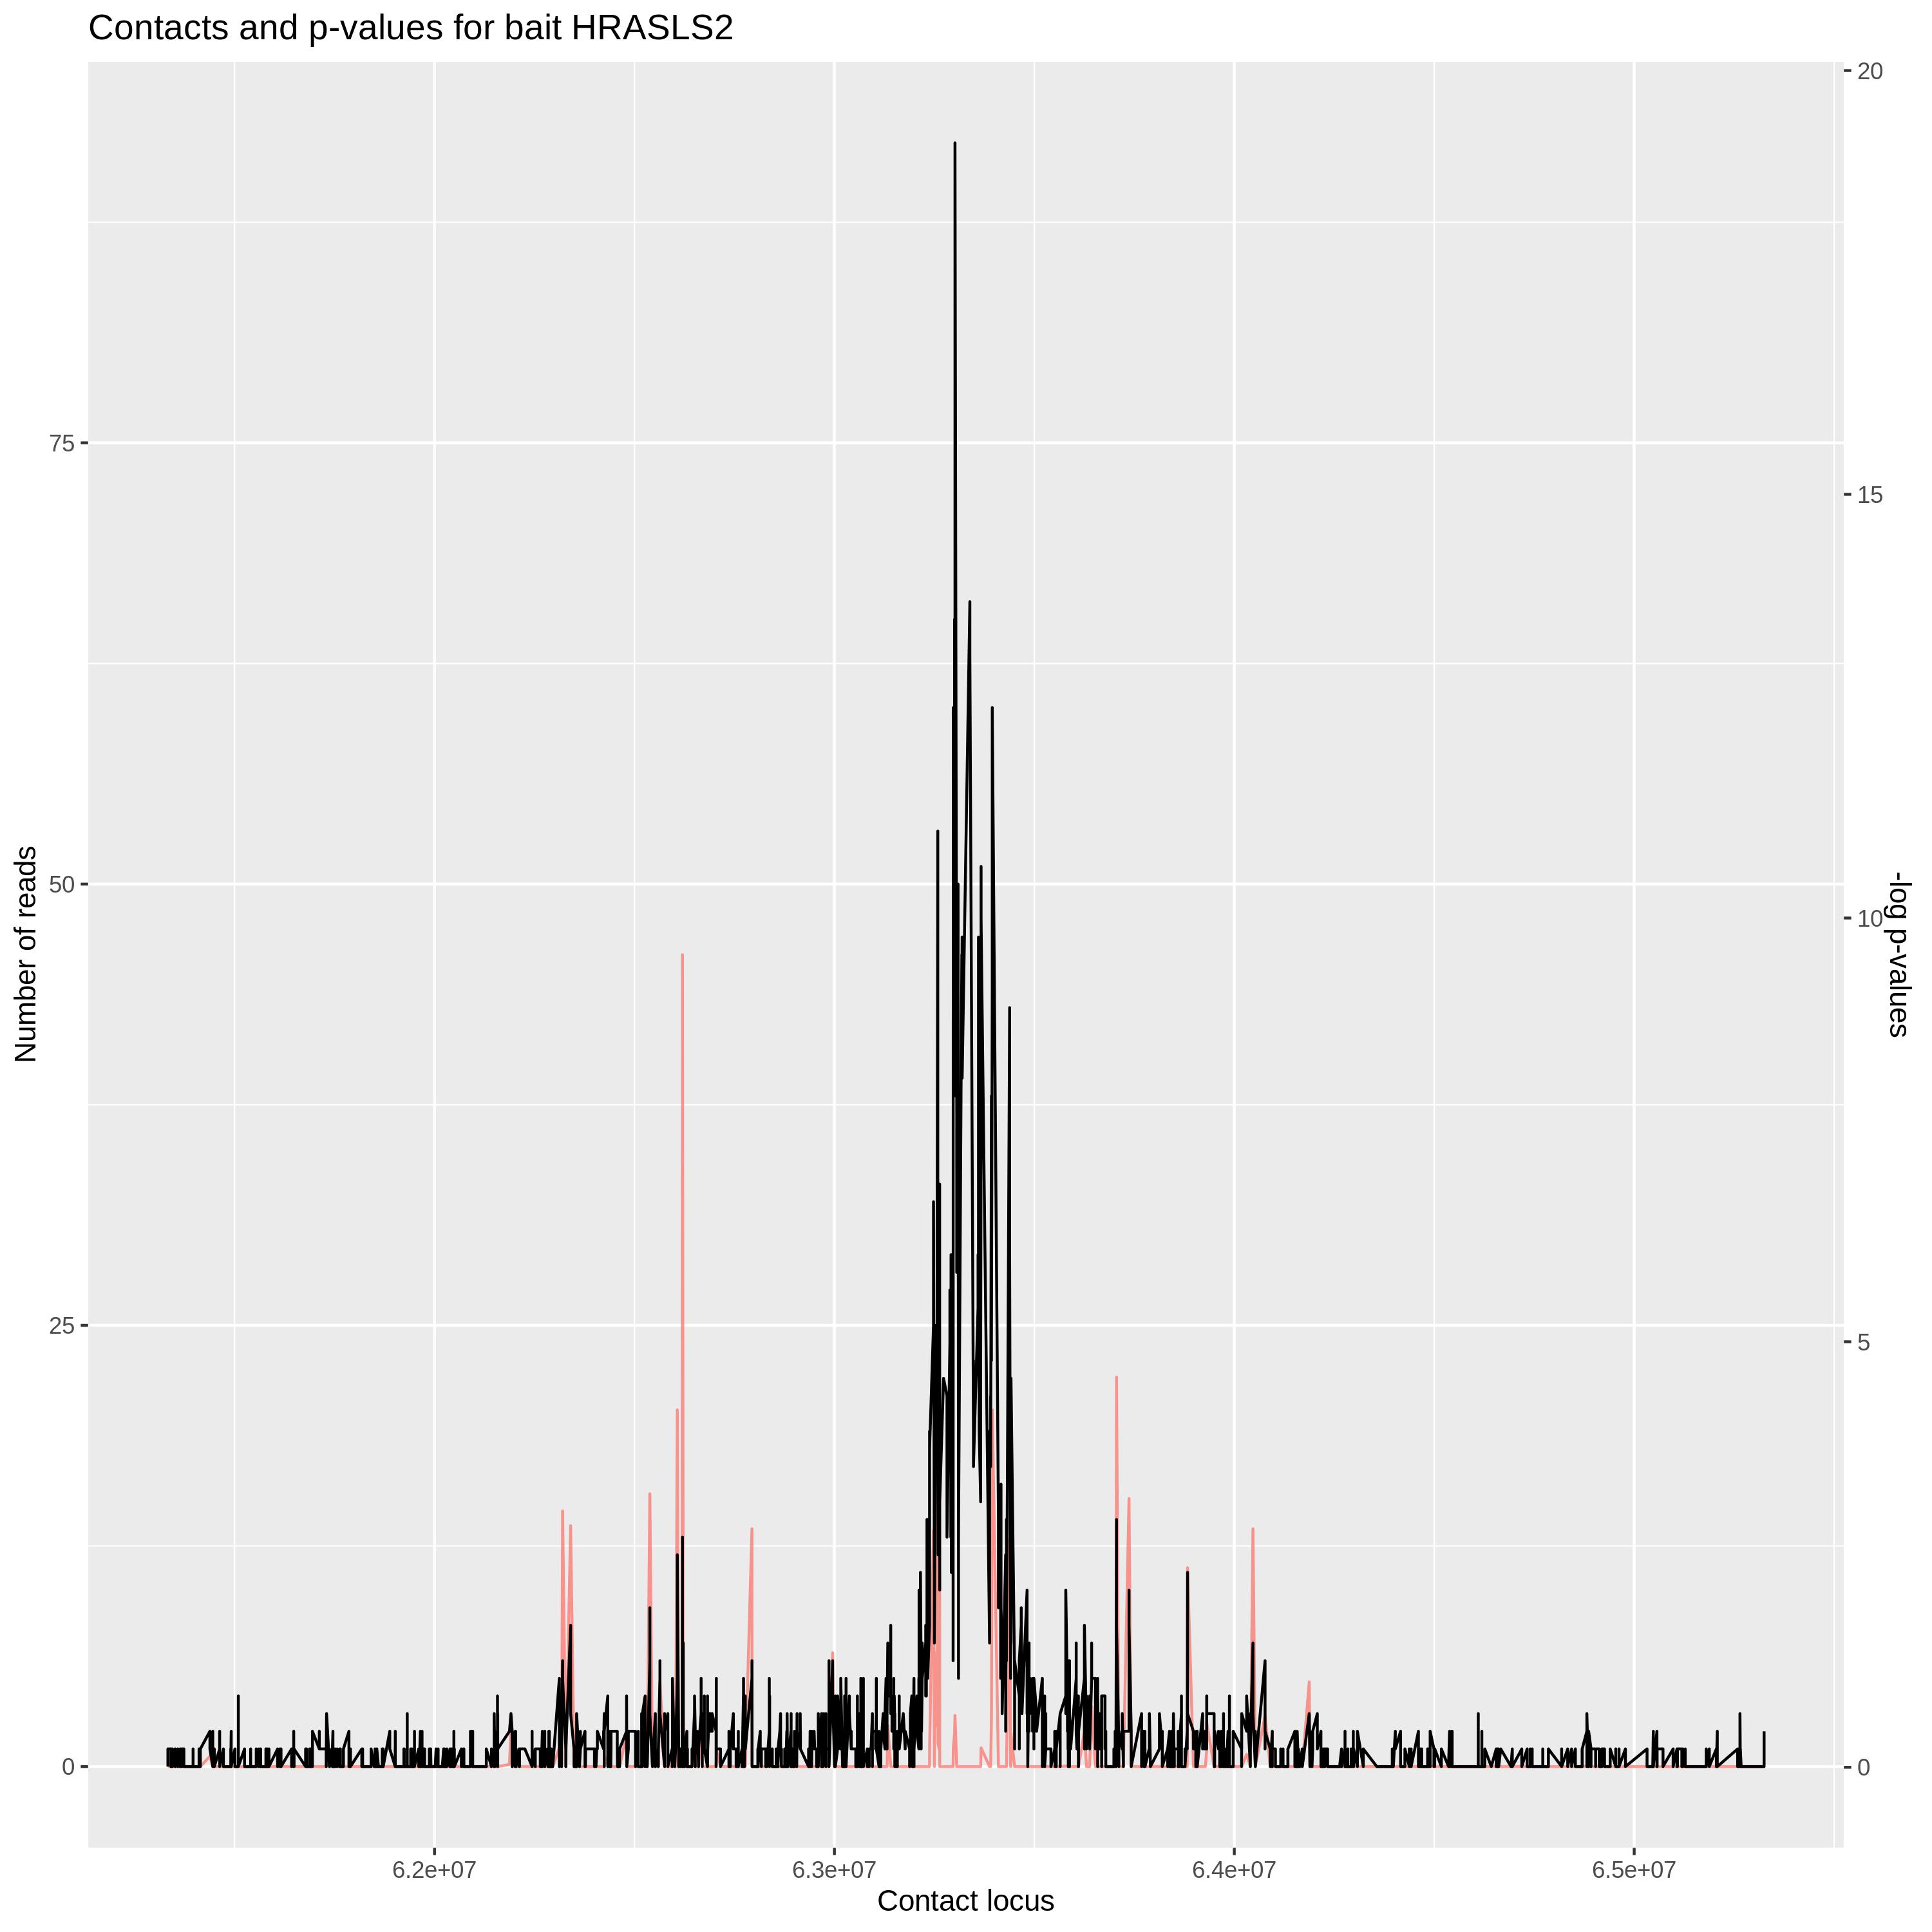 Contacts and p-values for bait HRASLS2
Number of reads
75
50
25
0
20
15
10
5
0
-log p-values
6.2e+07
6.3e+07
6.4e+07
6.5e+07
Contact locus